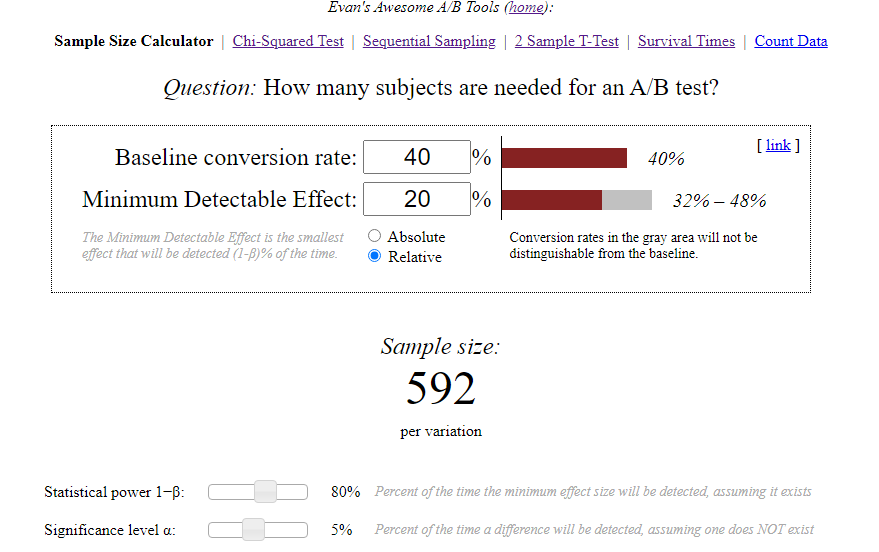 Evan's Awesome A/B Tools (home):
Sample Size Calculator | Chi-Squared Test | Sequential Sampling | 2 Sample T-Test | Survival Times | Count Data
Question: How many subjects are needed for an A/B test?
[ link ]
Baseline conversion rate: 40 % 40%
Minimum Detectable Effect: 20 % 32% – 48%
The Minimum Detectable Effect is the smallest
effect that will be detected (1-β)% of the time.
Absolute
Relative
Conversion rates in the gray area will not be
distinguishable from the baseline.
Sample size:
592
per variation
Statistical power 1−β: 80% Percent of the time the minimum effect size will be detected, assuming it exists
Significance level α: 5% Percent of the time a difference will be detected, assuming one does NOT exist